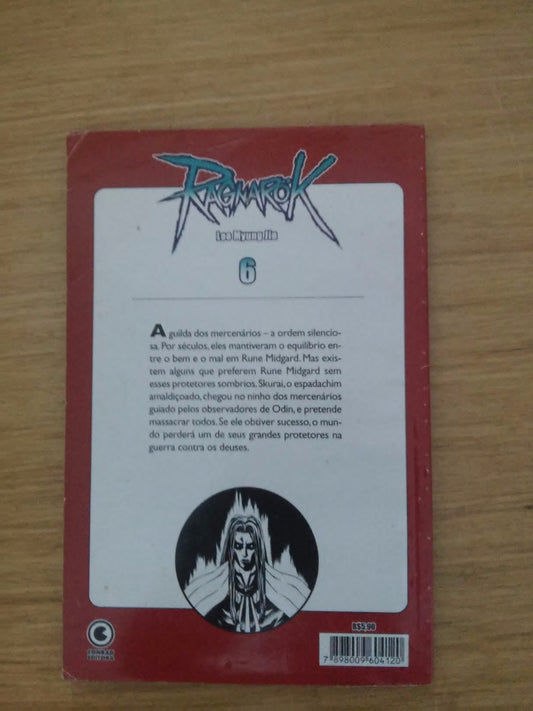 RAGNARÖK
Lee Myung Jin
6
A guilda dos mercenários – a ordem silencio-
sa. Por séculos, eles mantiveram o equilíbrio en-
tre o bem e o mal em Rune Midgard. Mas exis-
tem alguns que preferem Rune Midgard sem
esses protetores sombrios. Skurai, o espadachim
amaldiçoado, chegou no ninho dos mercenários
guiado pelos observadores de Odin, e pretende
massacrar todos. Se ele obtiver sucesso, o mun-
do perderá um de seus grandes protetores na
guerra contra os deuses.
R$5,90
CONRAD
EDITORA
7 898009 604120